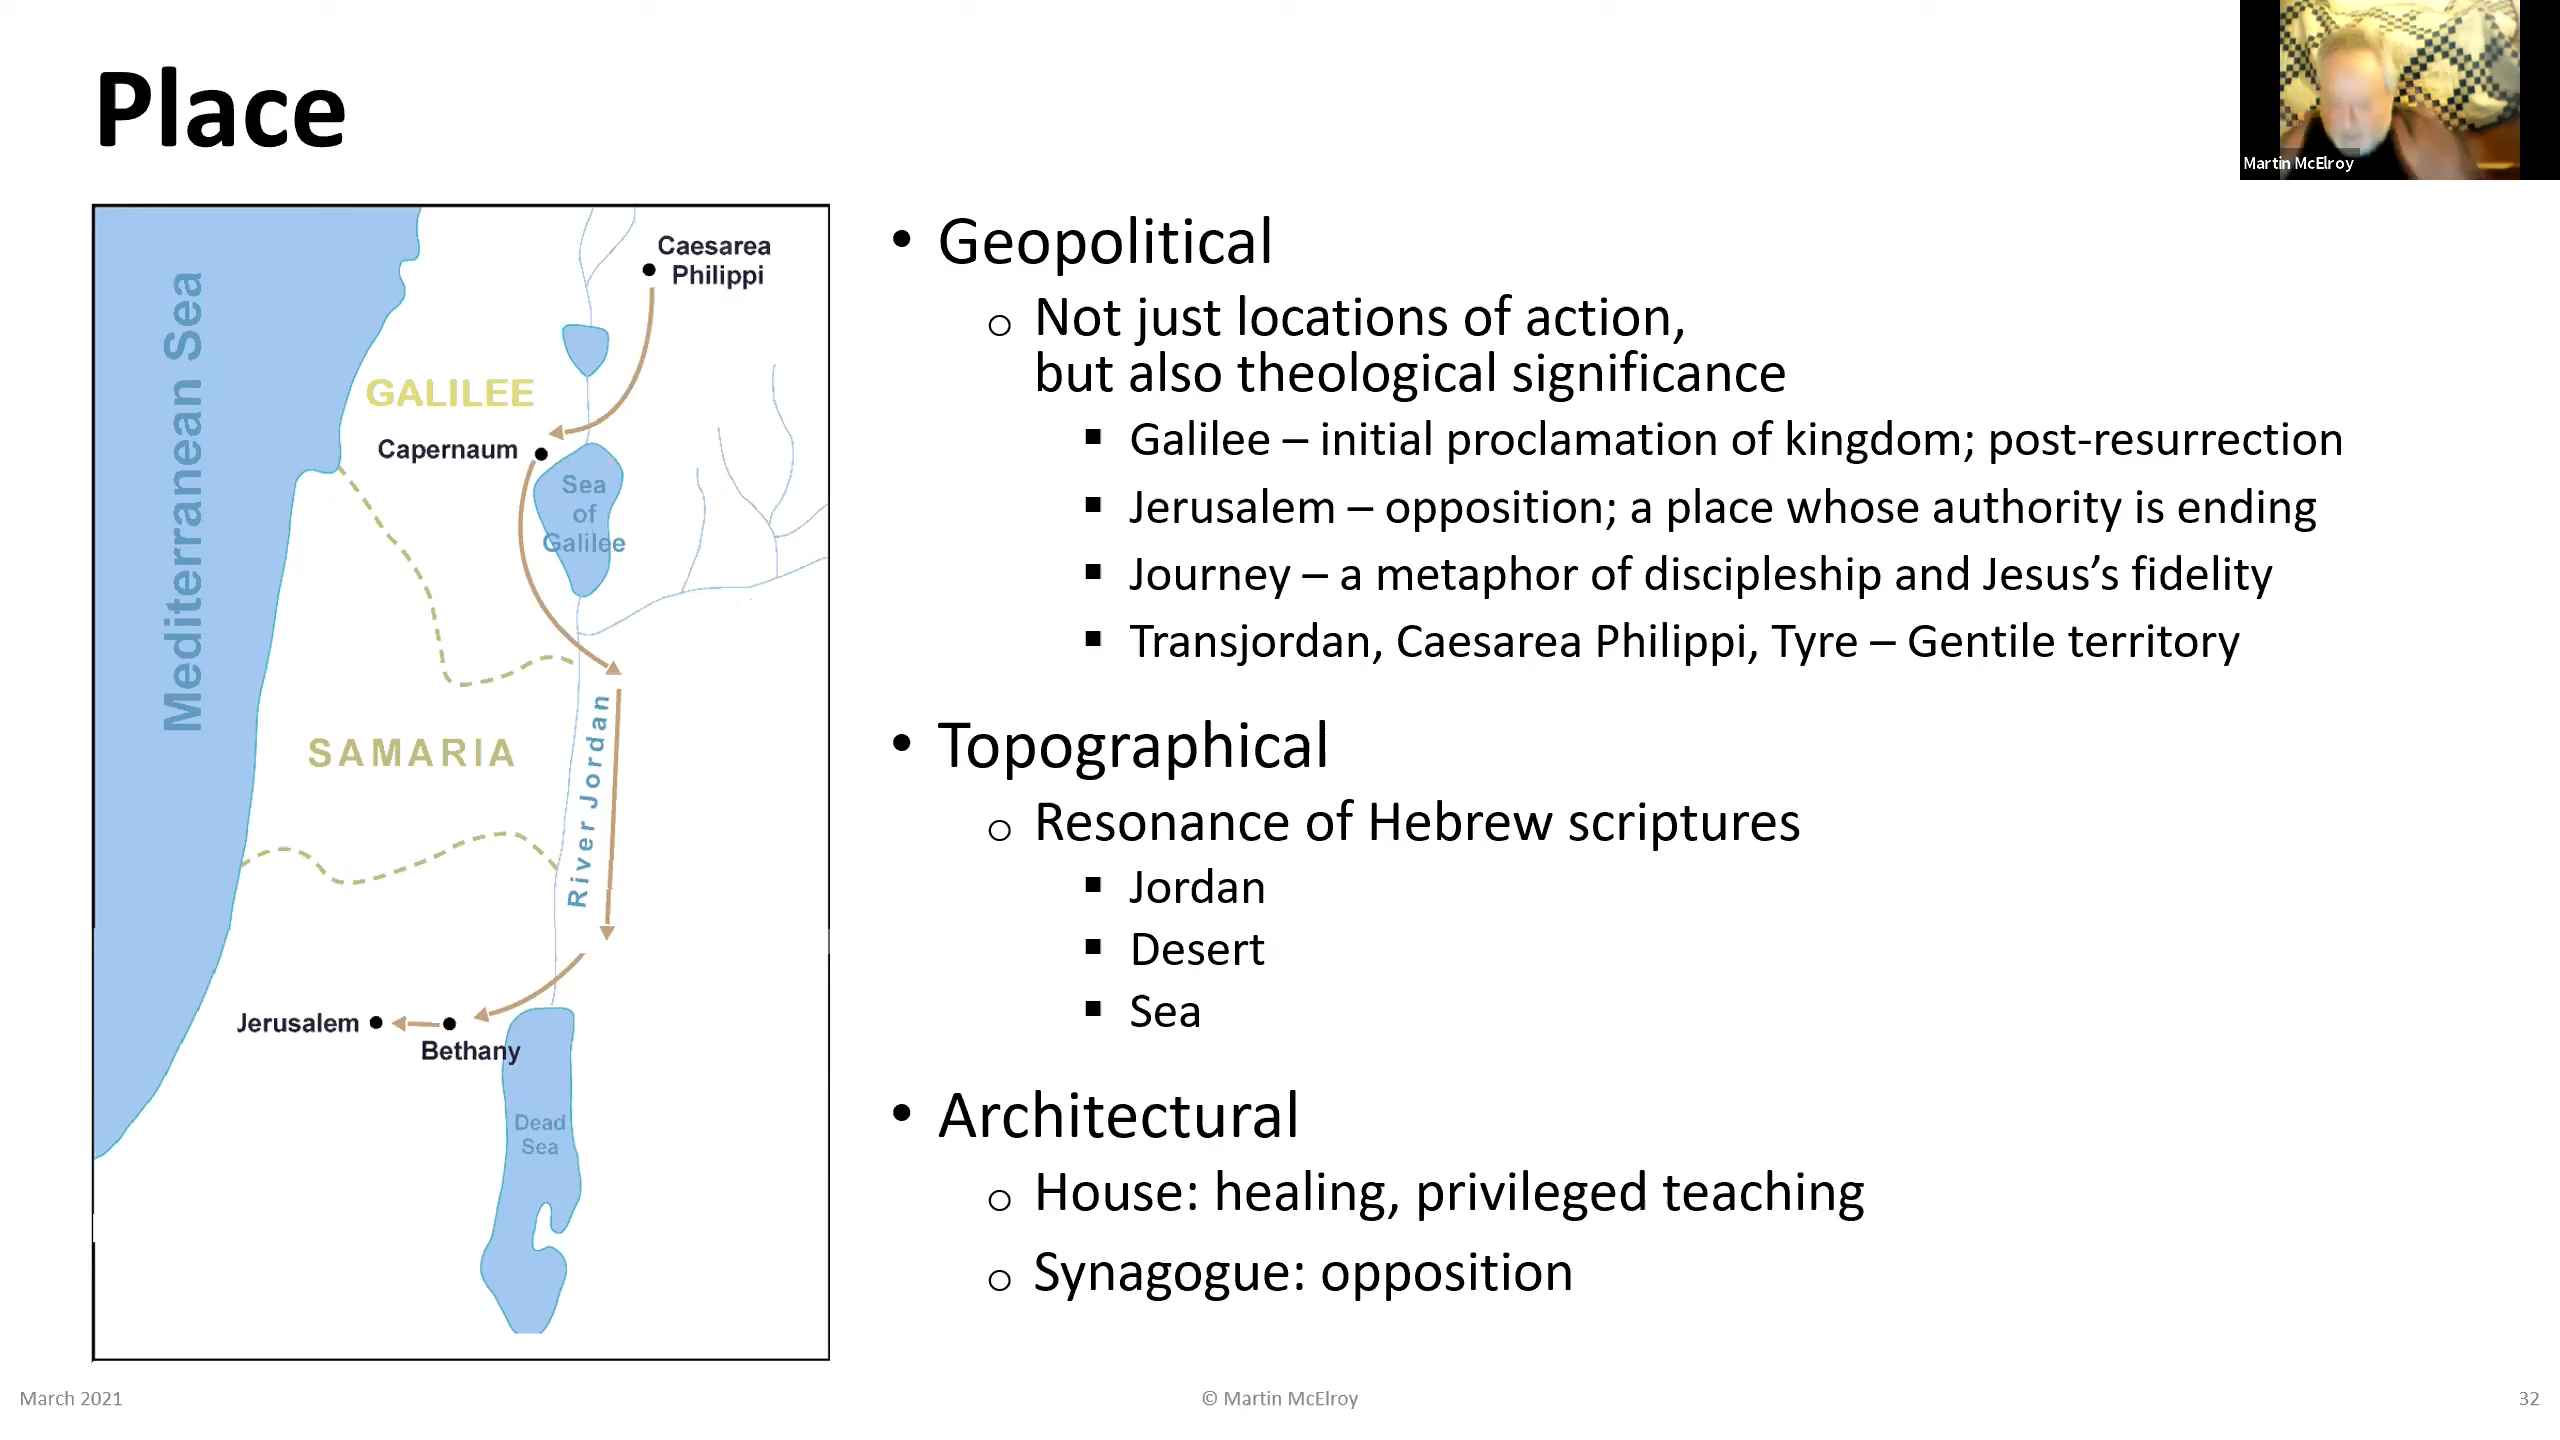 Place
Martin McElroy
Mediterranean Sea
Caesarea
Philippi
GALILEE
Capernaum
Sea
of
Galilee
SAMARIA
River Jordan
Jerusalem
Bethany
Dead
Sea
• Geopolitical
o Not just locations of action,
but also theological significance
▪ Galilee – initial proclamation of kingdom; post-resurrection
▪ Jerusalem – opposition; a place whose authority is ending
▪ Journey – a metaphor of discipleship and Jesus’s fidelity
▪ Transjordan, Caesarea Philippi, Tyre – Gentile territory
• Topographical
o Resonance of Hebrew scriptures
▪ Jordan
▪ Desert
▪ Sea
• Architectural
o House: healing, privileged teaching
o Synagogue: opposition
March 2021
© Martin McElroy
32